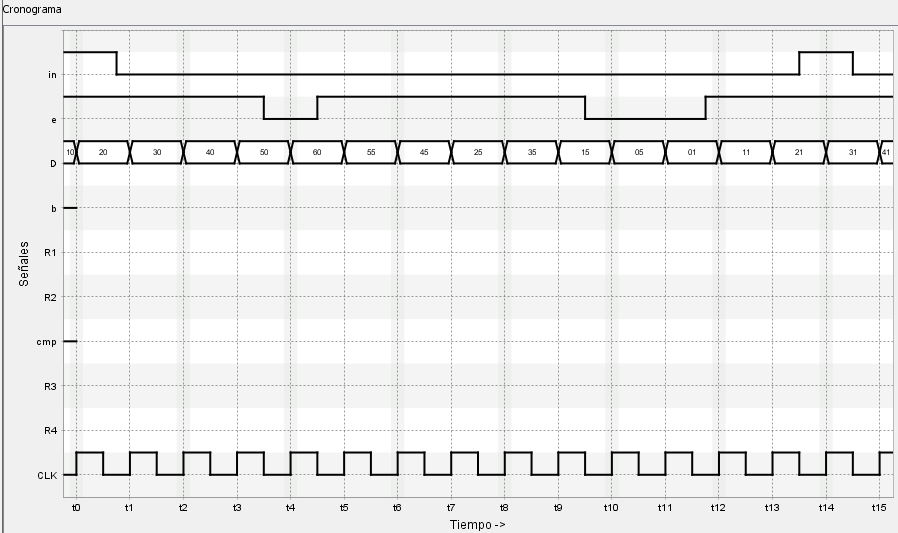 Cronograma
in
e
D 10 20 30 40 50 60 55 45 25 35 15 05 01 11 21 31 41
b
R1
R2
cmp
R3
R4
CLK
Señales
t0 t1 t2 t3 t4 t5 t6 t7 t8 t9 t10 t11 t12 t13 t14 t15
Tiempo ->